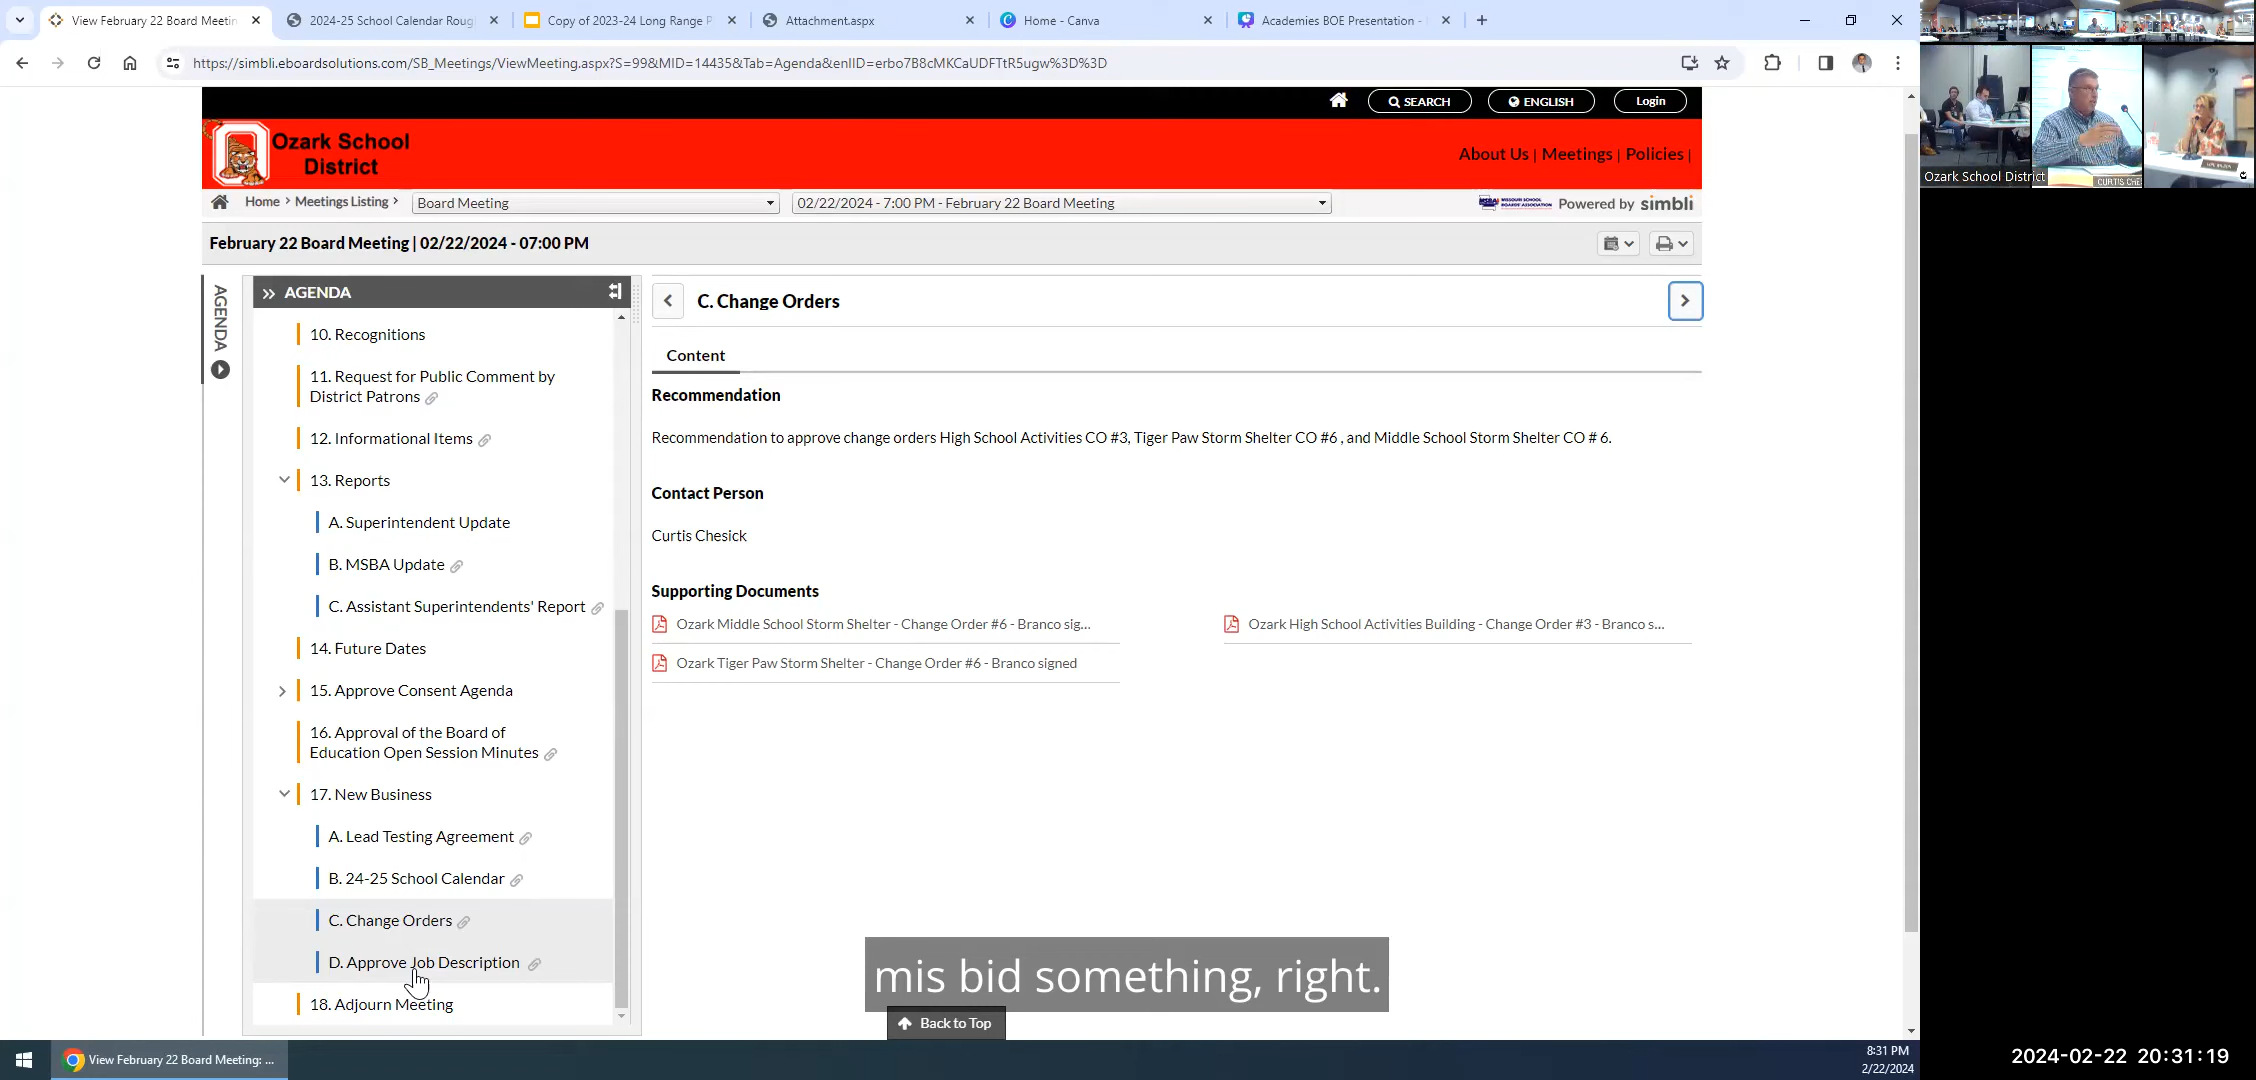 View February 22 Board Meetin
2024-25 School Calendar Roug
Copy of 2023-24 Long Range P
Attachment.aspx
Home - Canva
Academies BOE Presentation -
https://simbli.eboardsolutions.com/SB_Meetings/ViewMeeting.aspx?S=99&MID=14435&Tab=Agenda&enIID=erbo7B8cMKCaUDFTtR5ugw%3D%3D
SEARCH
ENGLISH
Login
Ozark School
District
About Us | Meetings | Policies |
Home > Meetings Listing >
Board Meeting
02/22/2024 - 7:00 PM - February 22 Board Meeting
Powered by simbli
February 22 Board Meeting | 02/22/2024 - 07:00 PM
AGENDA
AGENDA
10. Recognitions
11. Request for Public Comment by
District Patrons
12. Informational Items
13. Reports
A. Superintendent Update
B. MSBA Update
C. Assistant Superintendents' Report
14. Future Dates
15. Approve Consent Agenda
16. Approval of the Board of
Education Open Session Minutes
17. New Business
A. Lead Testing Agreement
B. 24-25 School Calendar
C. Change Orders
D. Approve Job Description
18. Adjourn Meeting
C. Change Orders
Content
Recommendation
Recommendation to approve change orders High School Activities CO #3, Tiger Paw Storm Shelter CO #6 , and Middle School Storm Shelter CO # 6.
Contact Person
Curtis Chesick
Supporting Documents
Ozark Middle School Storm Shelter - Change Order #6 - Branco sig...
Ozark High School Activities Building - Change Order #3 - Branco s...
Ozark Tiger Paw Storm Shelter - Change Order #6 - Branco signed
mis bid something, right.
Back to Top
View February 22 Board Meeting: ...
8:31 PM
2/22/2024
Ozark School District
CURTIS CHE
2024-02-22 20:31:19